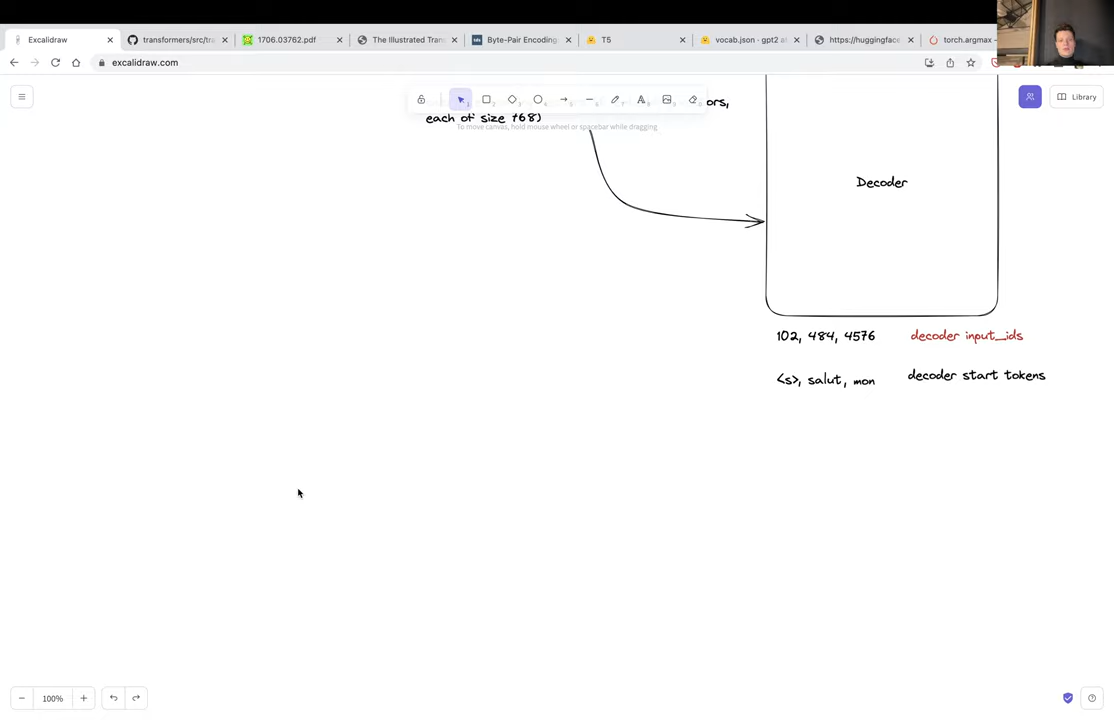 Excalidraw
transformers/src/tra
1706.03762.pdf
The Illustrated Tran
Byte-Pair Encoding
T5
vocab.json · gpt2 a
https://huggingface
torch.argmax —
excalidraw.com
Library
ors,
each of size 768)
To move canvas, hold mouse wheel or spacebar while dragging
Decoder
102, 484, 4576 decoder input_ids
<s>, salut, mon decoder start tokens
100%